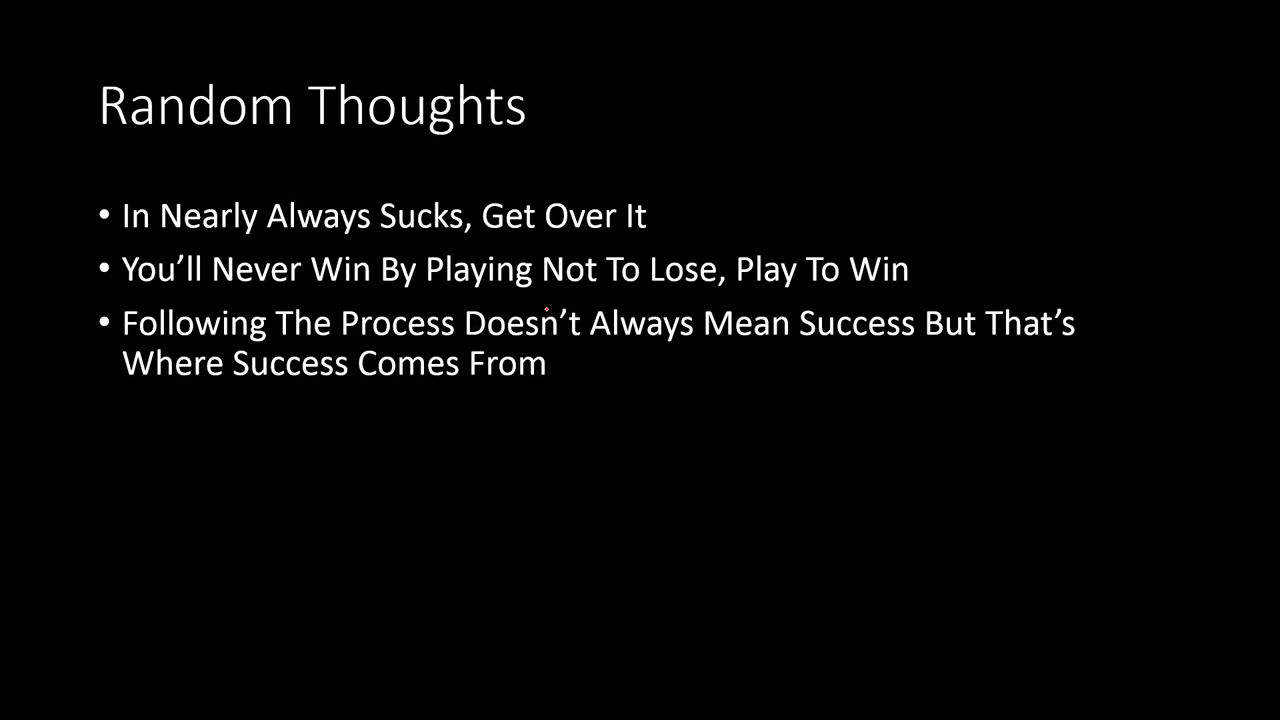 Random Thoughts
• In Nearly Always Sucks, Get Over It
• You’ll Never Win By Playing Not To Lose, Play To Win
• Following The Process Doesn’t Always Mean Success But That’s
Where Success Comes From